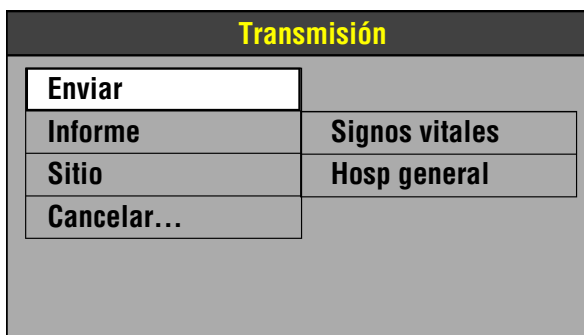 Transmisión
Enviar
Informe Signos vitales
Sitio Hosp general
Cancelar...